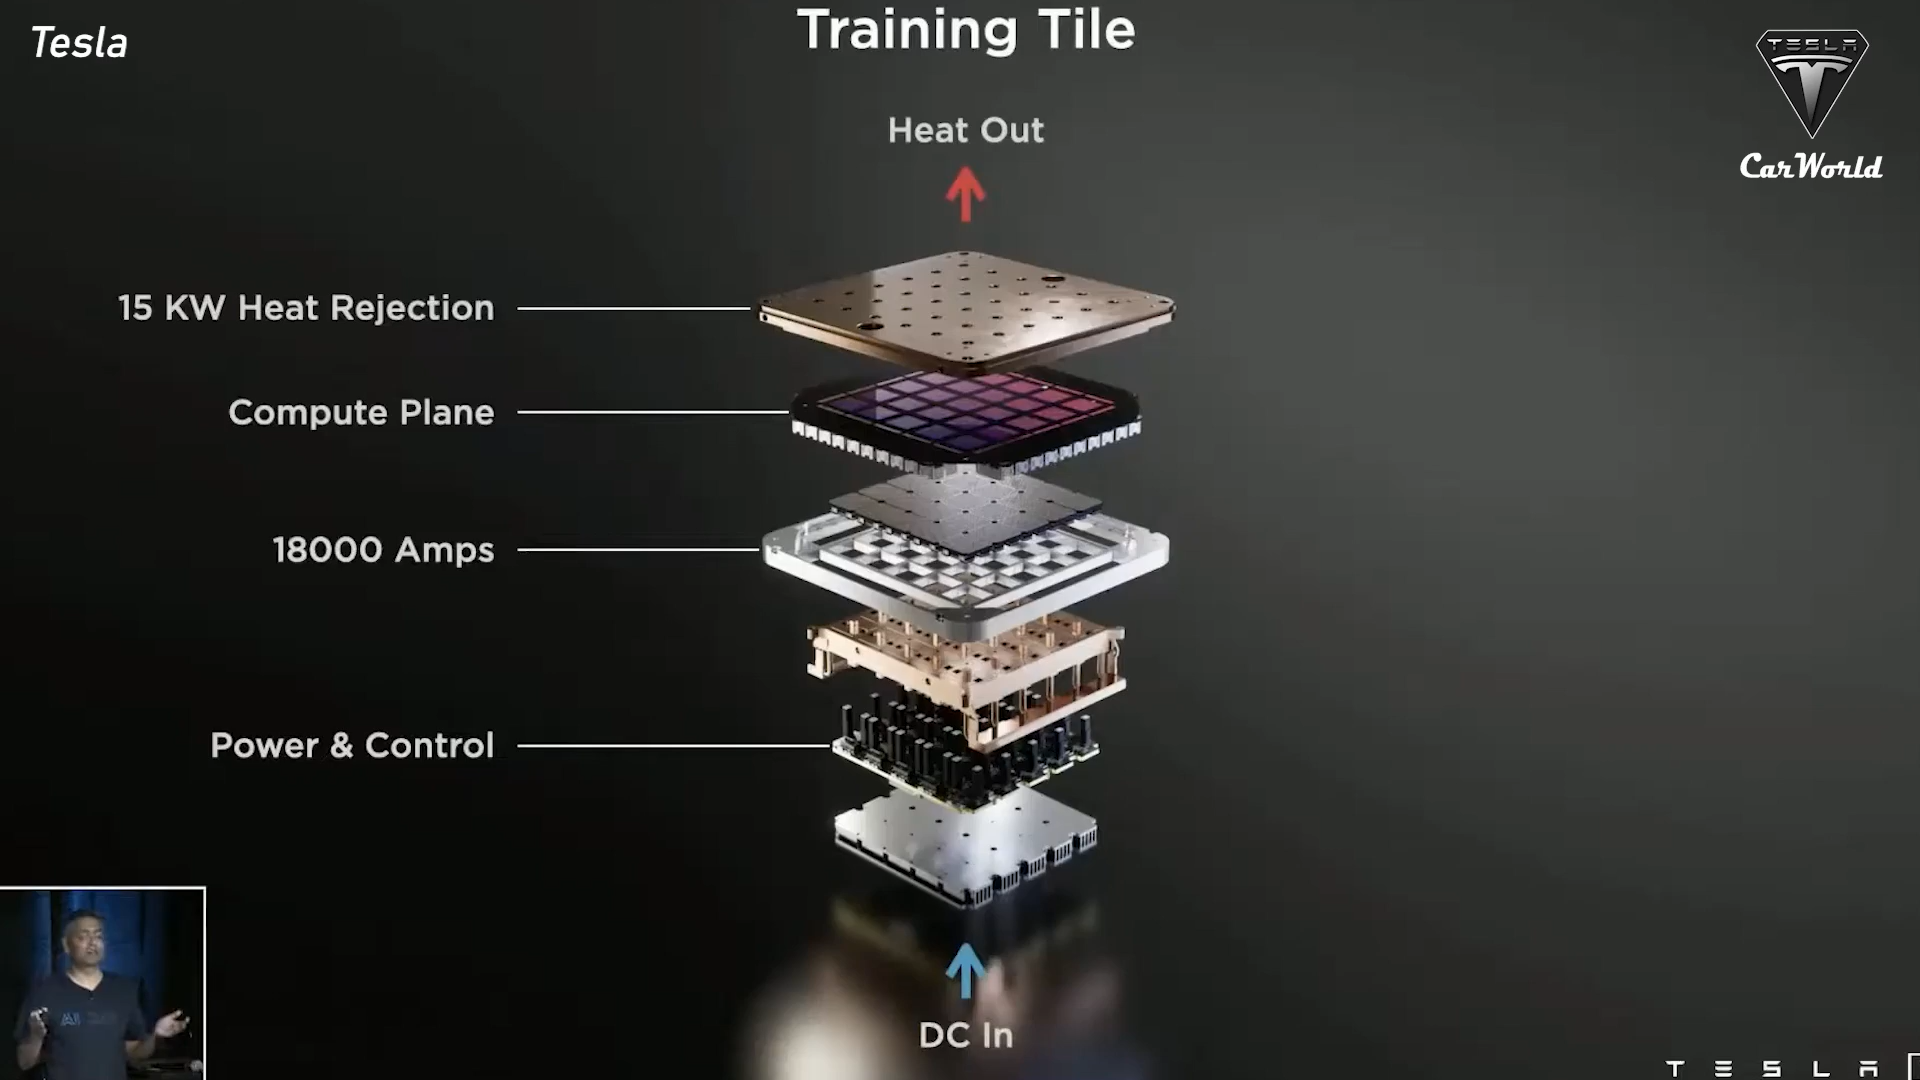 Tesla
Training Tile
TESLA
CarWorld
Heat Out
15 KW Heat Rejection
Compute Plane
18000 Amps
Power & Control
DC In
AI
TESLA